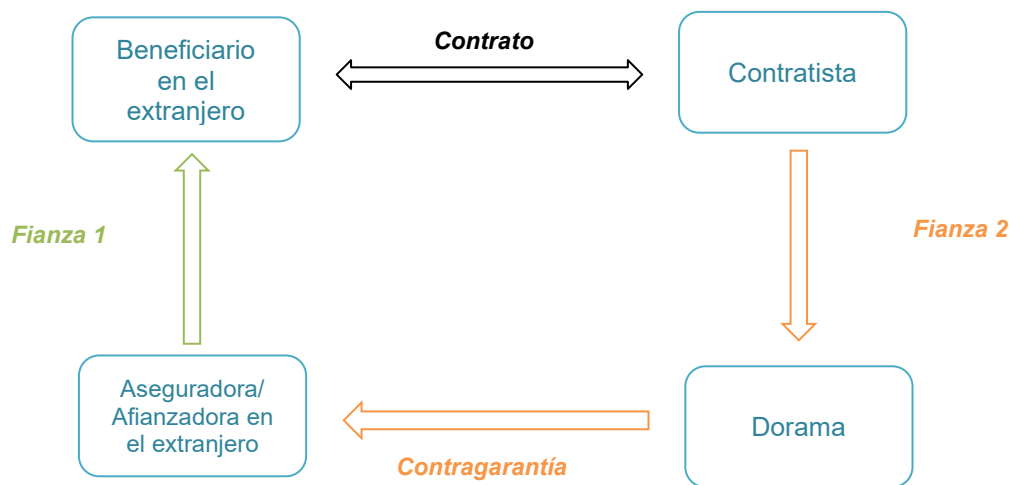 Beneficiario
en el
extranjero
Contrato
Contratista
Fianza 1
Fianza 2
Aseguradora/
Afianzadora en
el extranjero
Contragarantía
Dorama